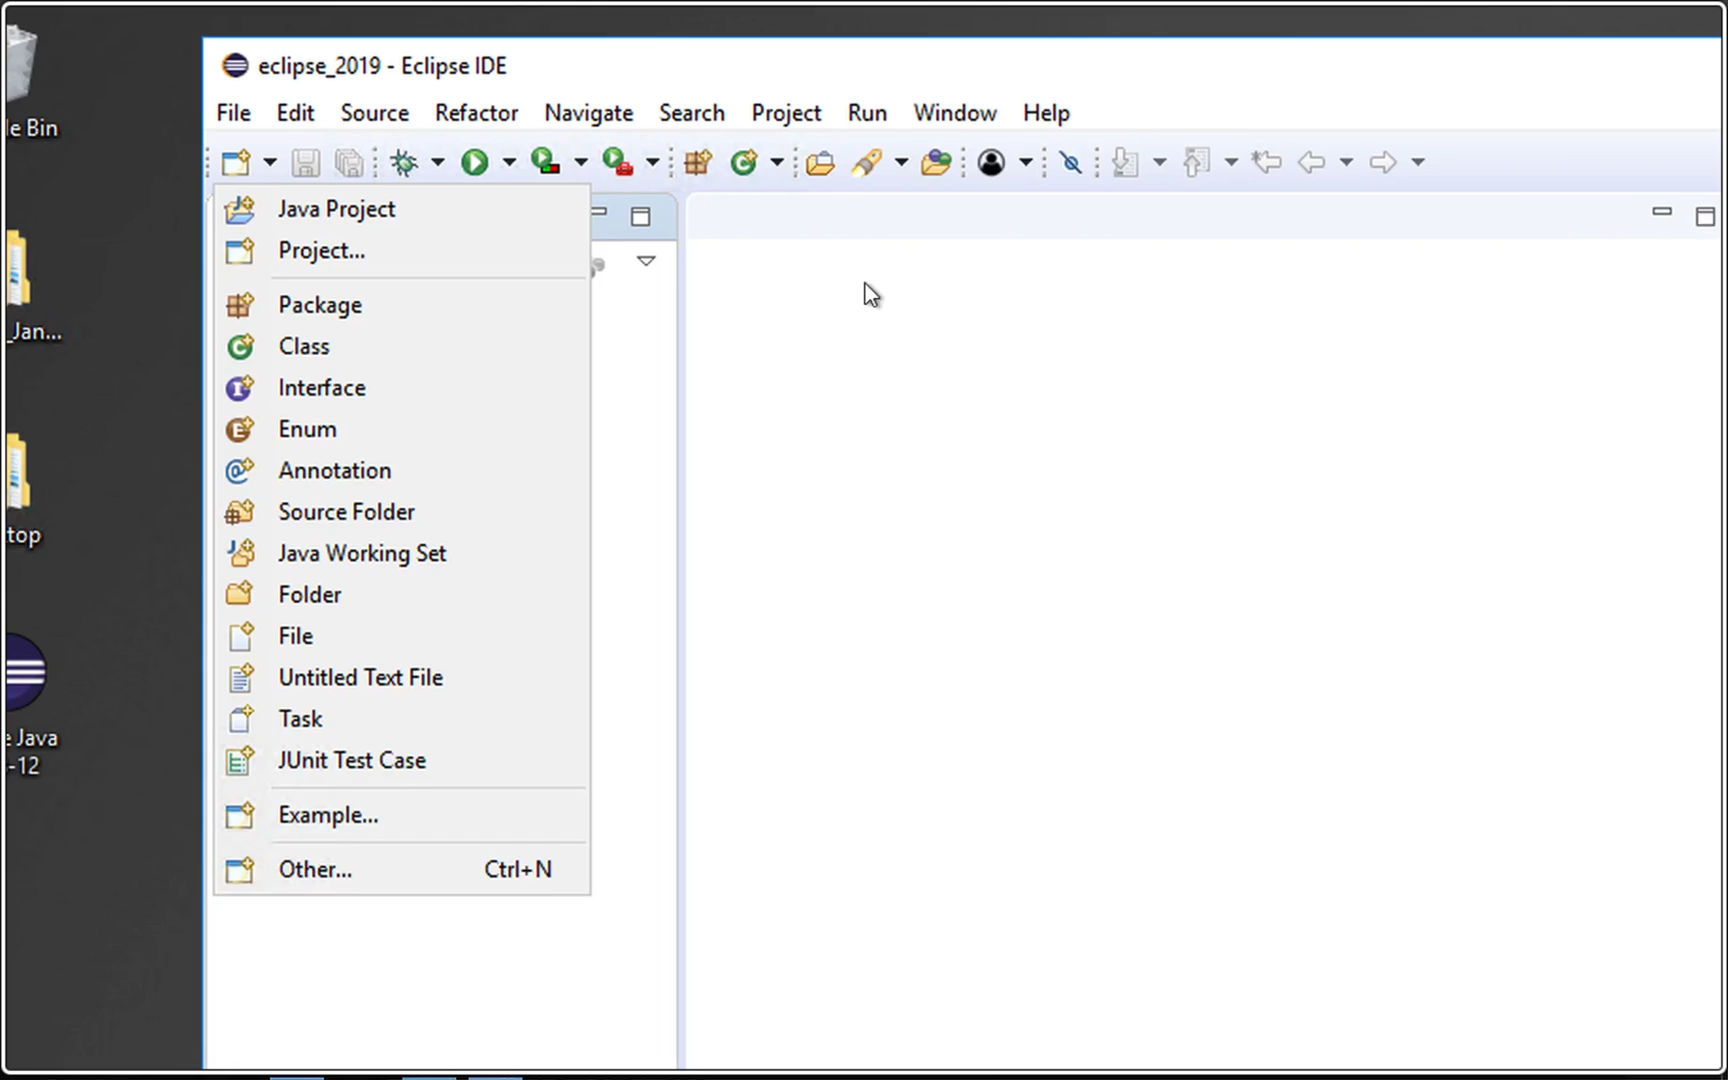 le Bin
_Jan...
top
e Java
-12
eclipse_2019 - Eclipse IDE
File Edit Source Refactor Navigate Search Project Run Window Help
Java Project
Project...
Package
Class
Interface
Enum
Annotation
Source Folder
Java Working Set
Folder
File
Untitled Text File
Task
JUnit Test Case
Example...
Other... Ctrl+N